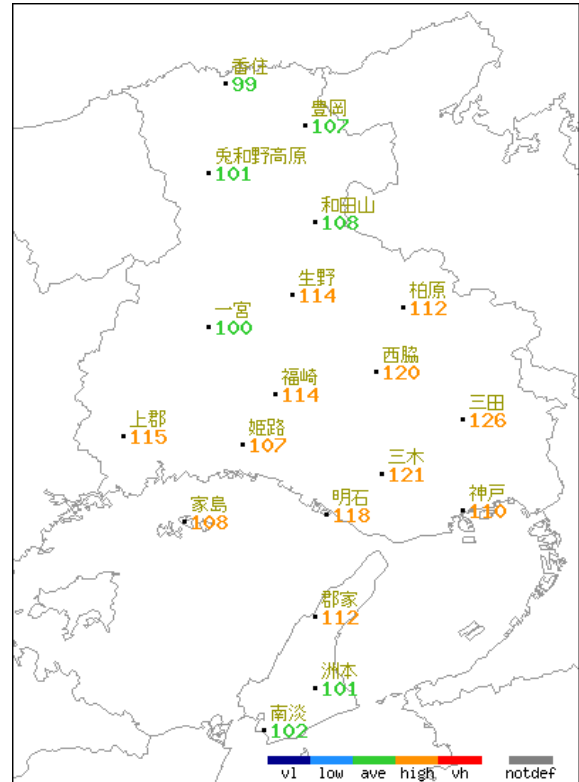 香住
99
豊岡
107
兎和野高原
101
和田山
108
生野
114
柏原
112
一宮
100
西脇
120
福崎
114
三田
126
上郡
115
姫路
107
三木
121
家島
108
明石
118
神戸
110
郡家
112
洲本
101
南淡
102
vl low ave high vh notdef